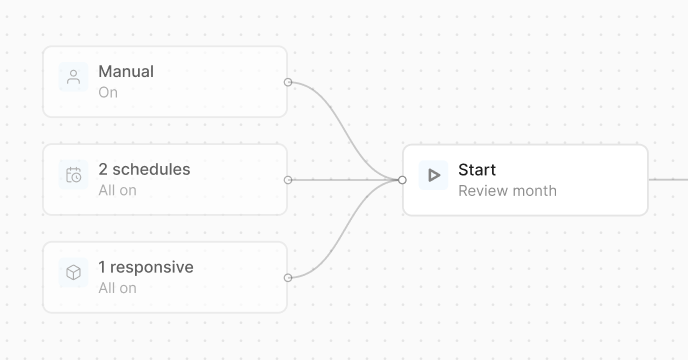 Manual
On
2 schedules
All on
1 responsive
All on
Start
Review month